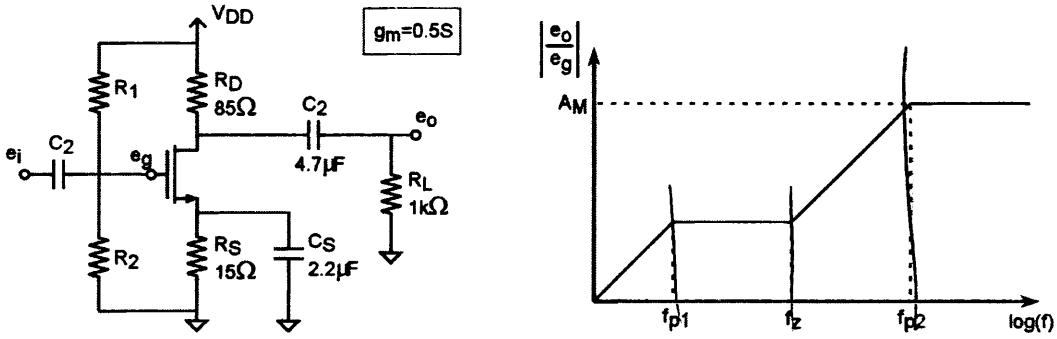 VDD
gm=0.5S
R1
RD
85Ω
C2
eo
ei
C2
eg
4.7µF
RL
1kΩ
R2
RS
15Ω
CS
2.2µF
|eo/eg|
AM
fp1
fz
fp2
log(f)